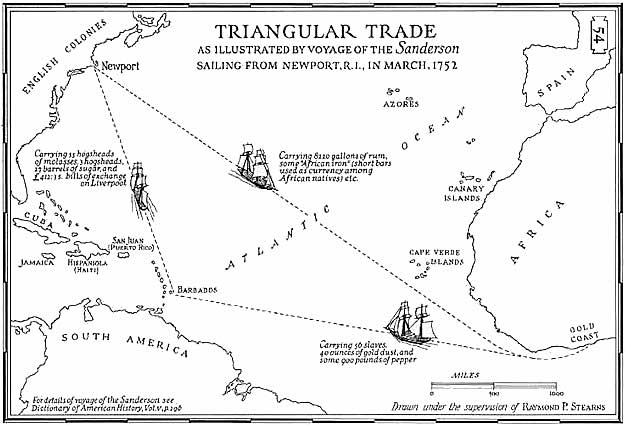 TRIANGULAR TRADE
AS ILLUSTRATED BY VOYAGE OF THE Sanderson
SAILING FROM NEWPORT, R.I., IN MARCH, 1752
54
ENGLISH COLONIES
Newport
SPAIN
AZORES
OCEAN
Carrying 55 hogsheads
of molasses, 3 hogsheads,
27 barrels of sugar, and
£412:1 s. bills of exchange
on Liverpool
Carrying 8220 gallons of rum,
some "African iron" (short bars
used as currency among
African natives) etc.
CANARY
ISLANDS
CUBA
ATLANTIC
AFRICA
SAN JUAN
(PUERTO RICO)
JAMAICA
HISPANIOLA
(HAITI)
CAPE VERDE
ISLANDS
BARBADOS
GOLD
COAST
SOUTH AMERICA
Carrying 56 slaves,
40 ounces of gold dust, and
some 900 pounds of pepper
MILES
0 500 1000
For details of voyage of the Sanderson see
Dictionary of American History, Vol. V, p. 296
Drawn under the supervision of RAYMOND P. STEARNS